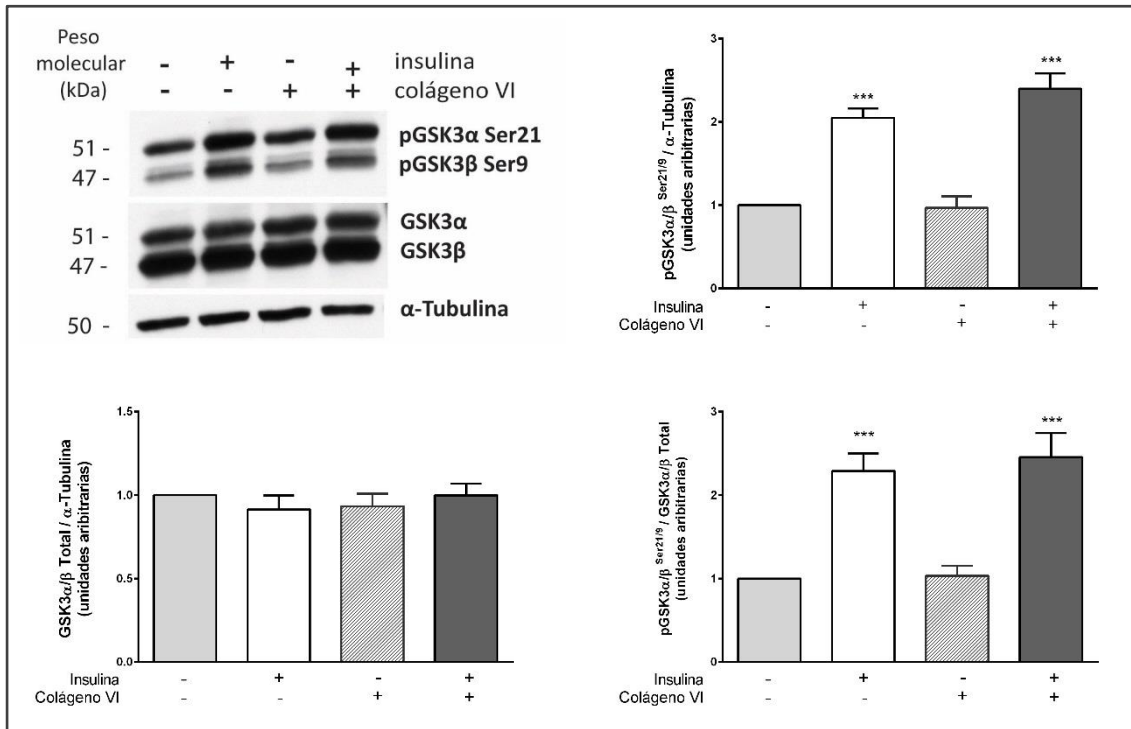 Peso
molecular
(kDa)
- + - + insulina
- - + + colágeno VI
51 -
47 -
pGSK3α Ser21
pGSK3β Ser9
51 -
47 -
GSK3α
GSK3β
50 -
α-Tubulina
pGSK3α/β Ser21/9 / α-Tubulina
(unidades aribitrarias)
3
2
1
0
***
***
Insulina - + - +
Colágeno VI - - + +
GSK3α/β Total / α-Tubulina
(unidades aribitrarias)
1.5
1.0
0.5
0.0
Insulina - + - +
Colágeno VI - - + +
pGSK3α/β Ser21/9 / GSK3α/β Total
(unidades aribitrarias)
3
2
1
0
***
***
Insulina - + - +
Colágeno VI - - + +